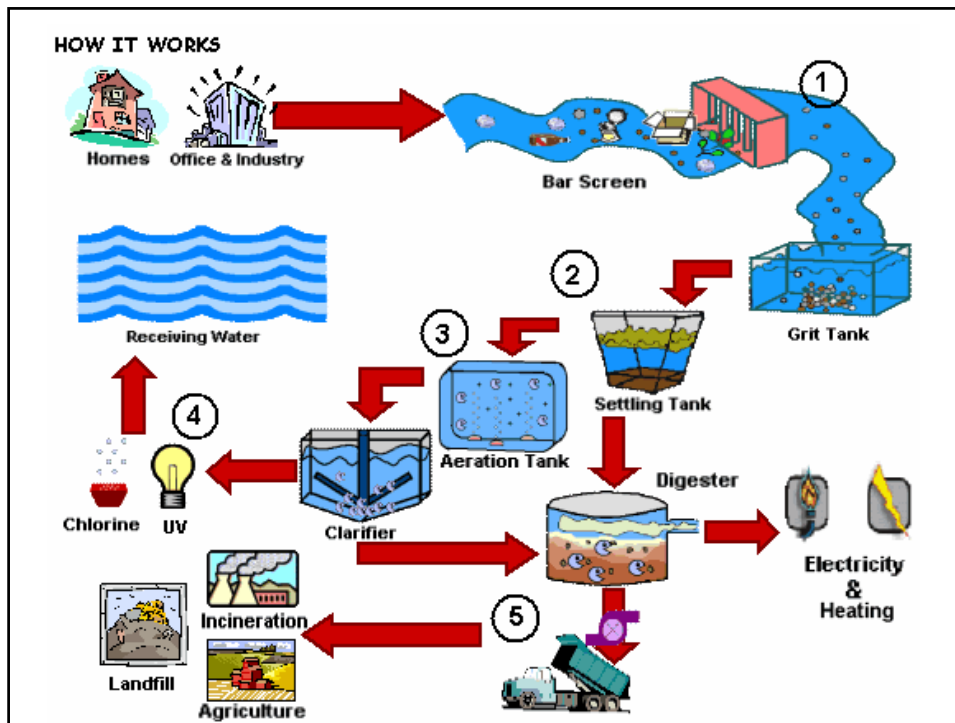 HOW IT WORKS
Homes
Office & Industry
1
Bar Screen
Grit Tank
2
Settling Tank
3
Aeration Tank
Receiving Water
4
Chlorine
UV
Clarifier
Digester
Electricity
&
Heating
5
Incineration
Landfill
Agriculture